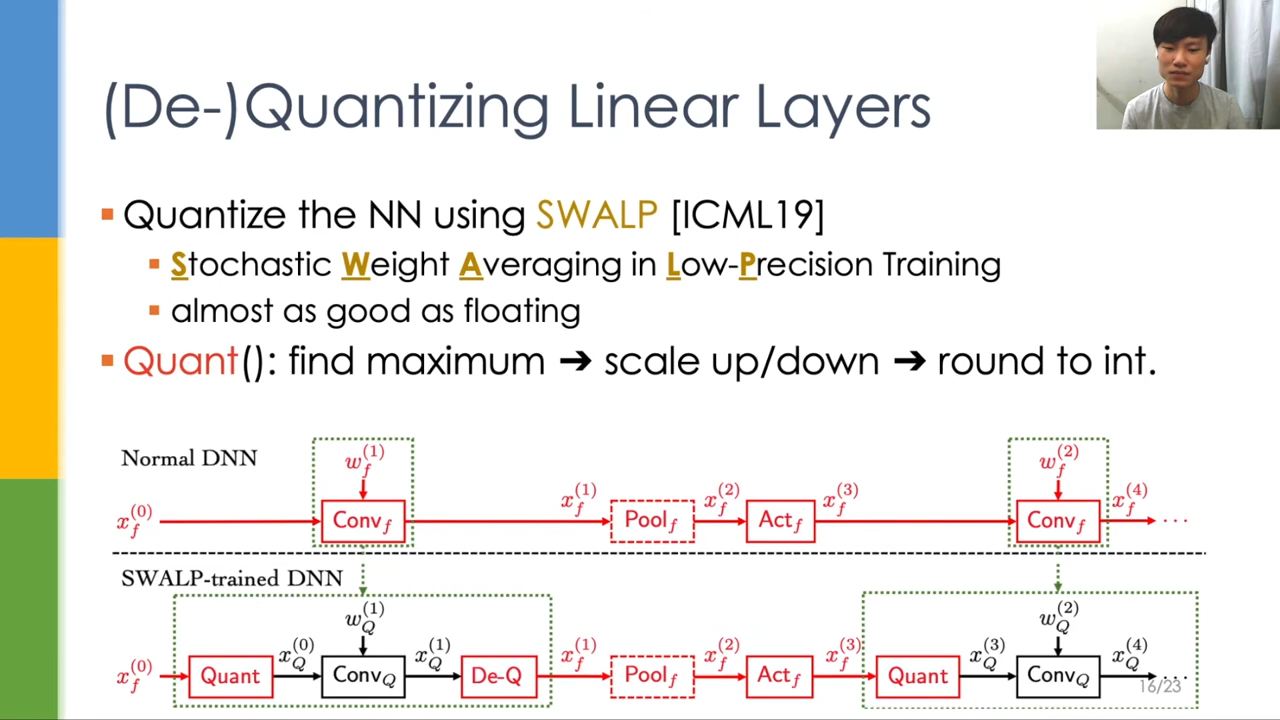 (De-)Quantizing Linear Layers
▪ Quantize the NN using SWALP [ICML19]
▪ Stochastic Weight Averaging in Low-Precision Training
▪ almost as good as floating
▪ Quant(): find maximum ➔ scale up/down ➔ round to int.
Normal DNN
w_f^{(1)} w_f^{(2)}
x_f^{(0)} Conv_f x_f^{(1)} Pool_f x_f^{(2)} Act_f x_f^{(3)} Conv_f x_f^{(4)} ...
SWALP-trained DNN
w_Q^{(1)} w_Q^{(2)}
x_f^{(0)} Quant x_Q^{(0)} Conv_Q x_Q^{(1)} De-Q x_f^{(1)} Pool_f x_f^{(2)} Act_f x_f^{(3)} Quant x_Q^{(3)} Conv_Q x_Q^{(4)} ...
16/23